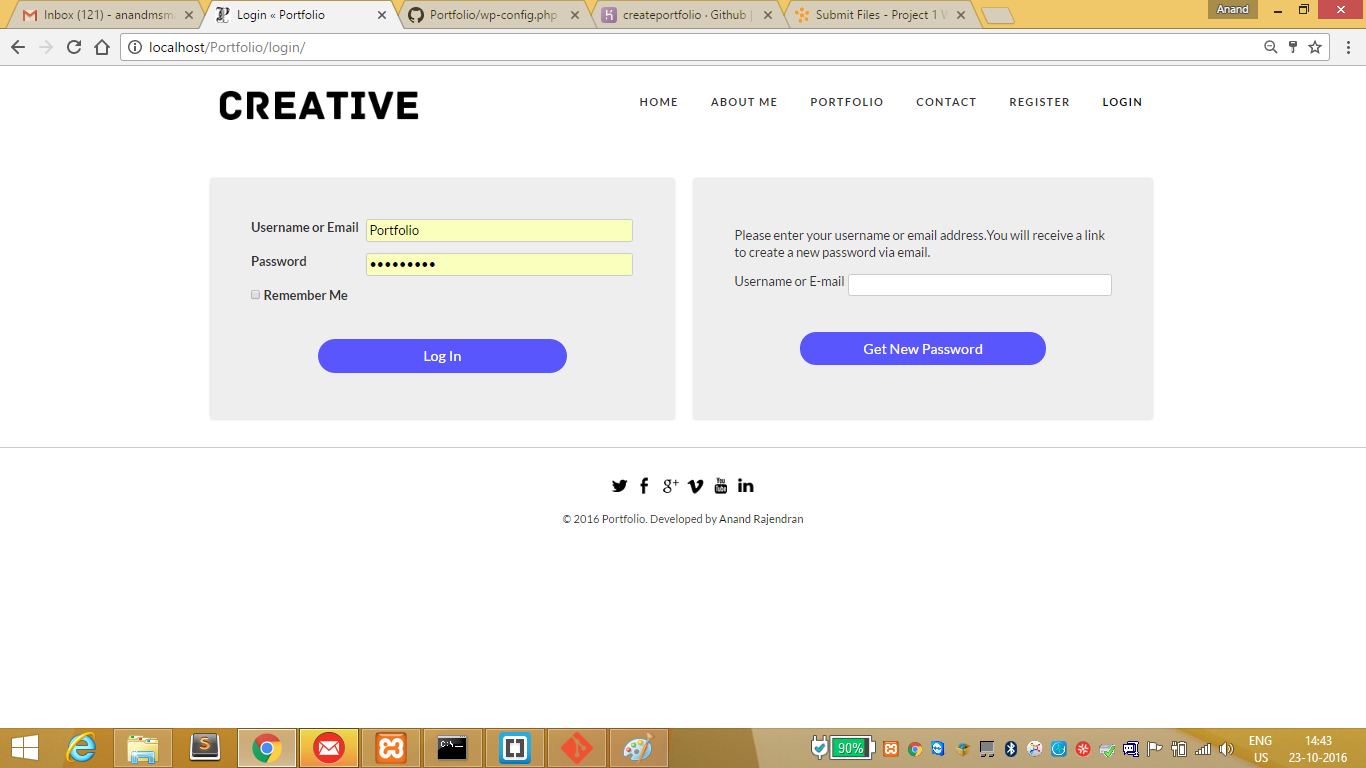 Inbox (121) - anandmsm
Login « Portfolio
Portfolio/wp-config.php
createportfolio · Github
Submit Files - Project 1
Anand
localhost/Portfolio/login/
CREATIVE
HOME ABOUT ME PORTFOLIO CONTACT REGISTER LOGIN
Username or Email Portfolio
Password
Remember Me
Log In
Please enter your username or email address.You will receive a link
to create a new password via email.
Username or E-mail
Get New Password
You
Tube
© 2016 Portfolio. Developed by Anand Rajendran
C:\
90%
ENG
US
14:43
23-10-2016